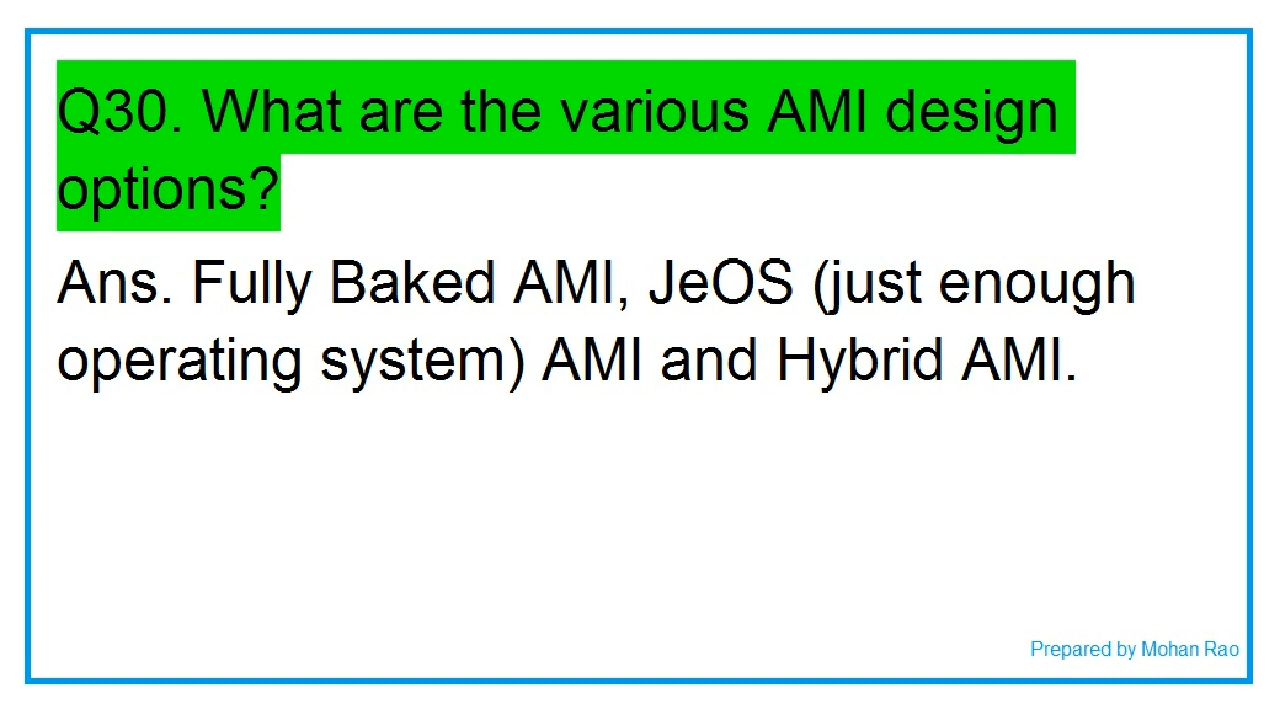 Q30. What are the various AMI design
options?
Ans. Fully Baked AMI, JeOS (just enough
operating system) AMI and Hybrid AMI.
Prepared by Mohan Rao